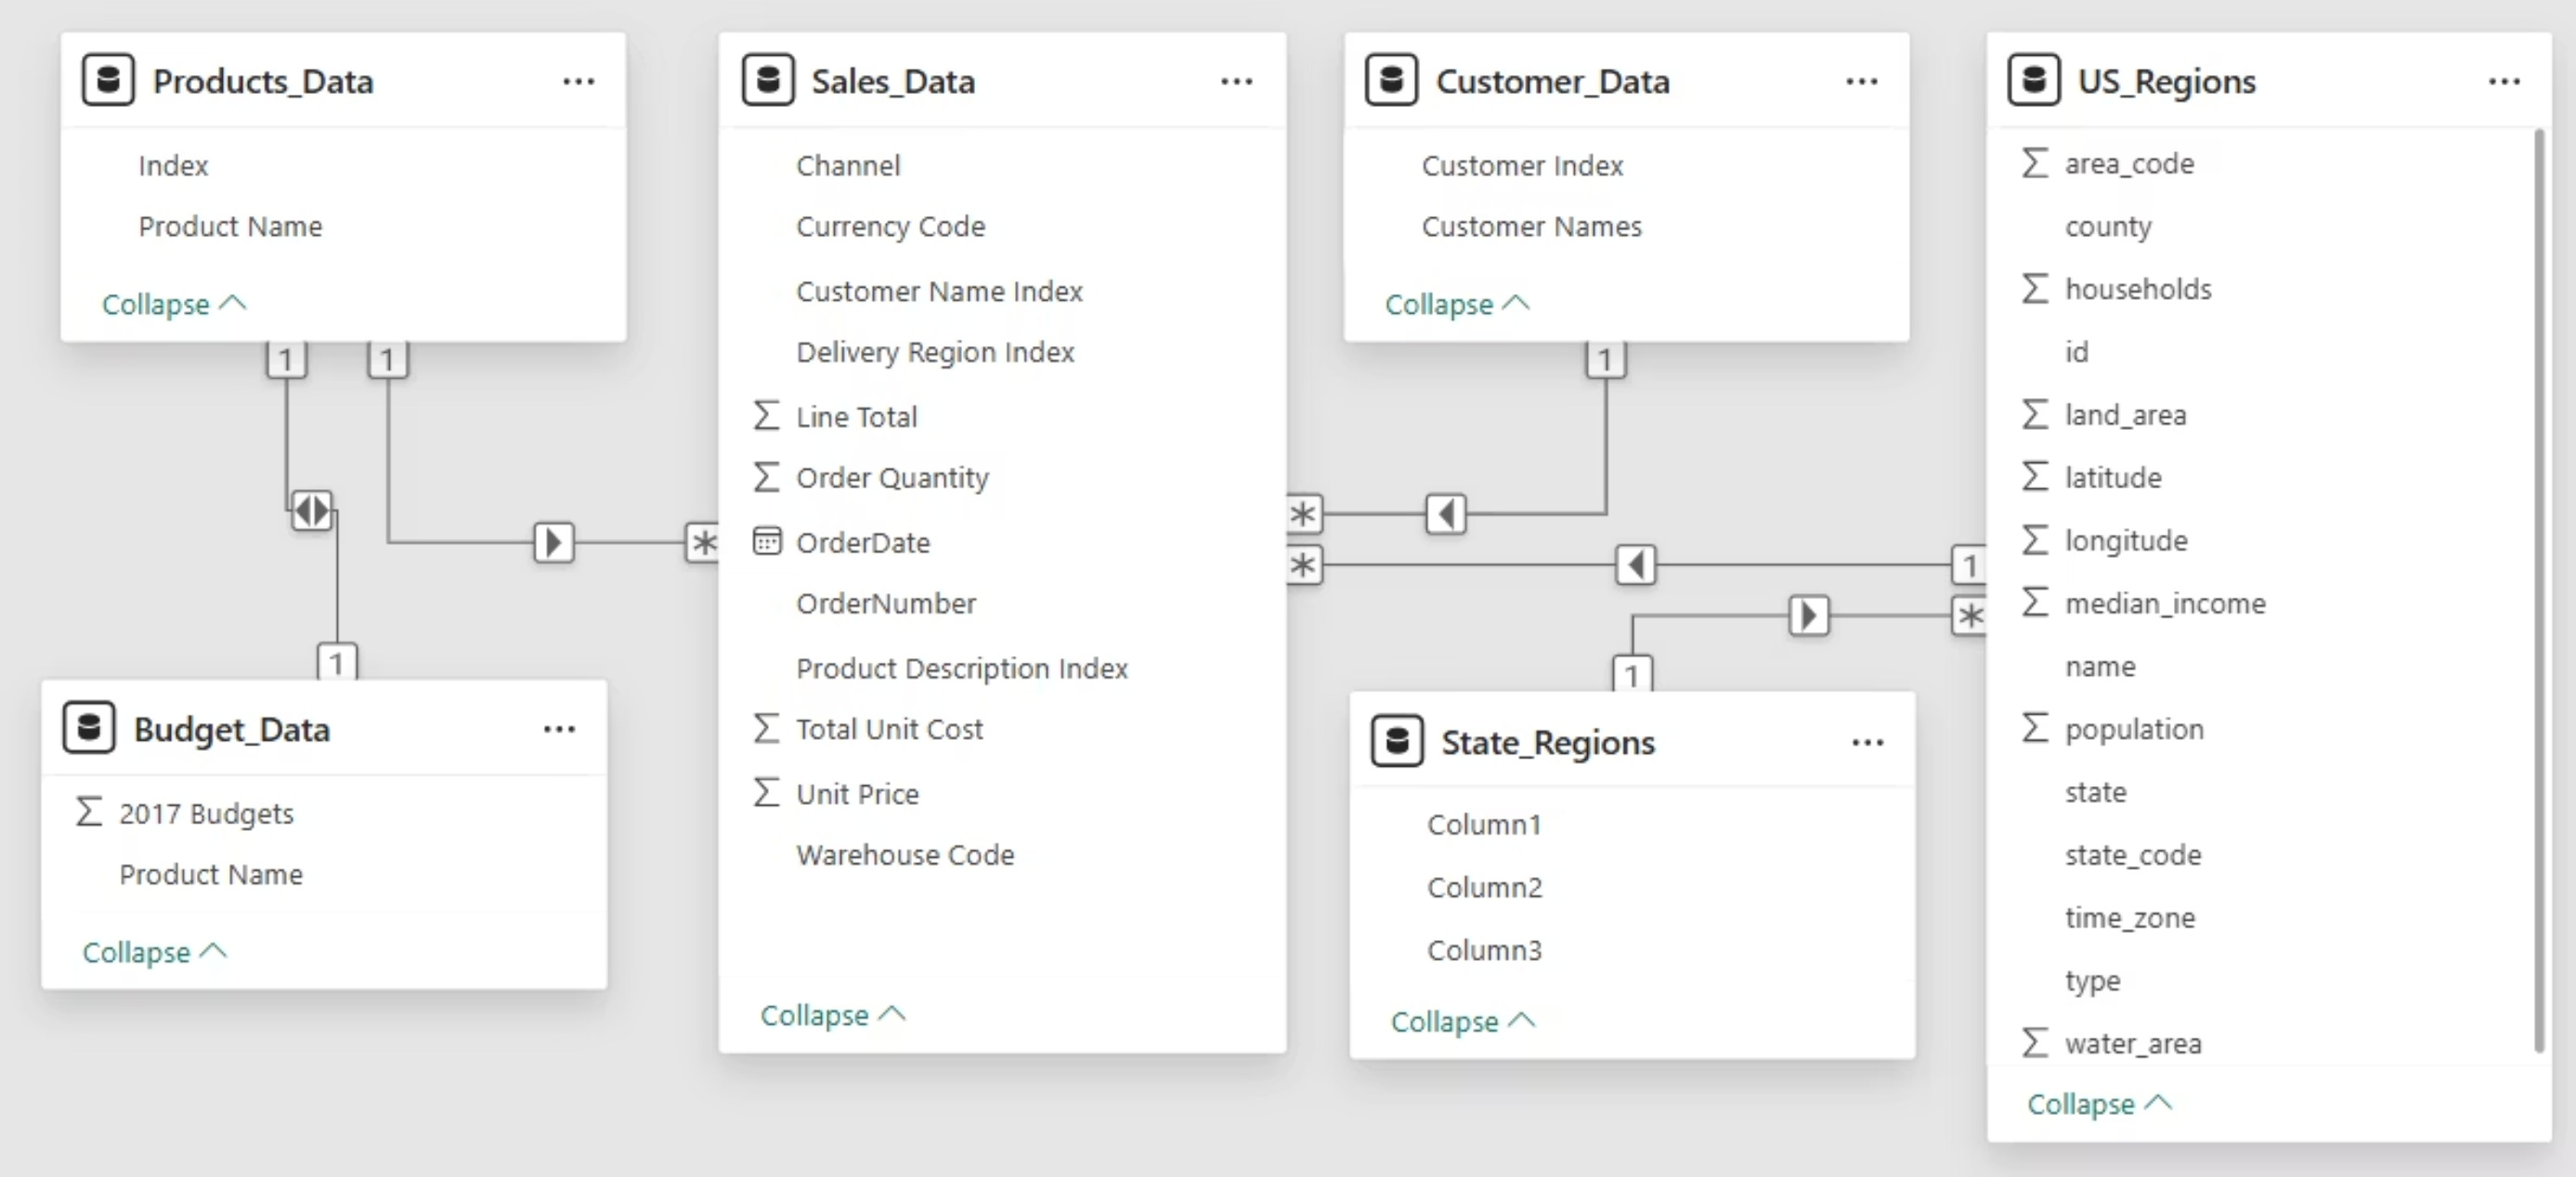 Products_Data
Index
Product Name
Collapse
1
1
*
1
Budget_Data
Σ 2017 Budgets
Product Name
Collapse
Sales_Data
Channel
Currency Code
Customer Name Index
Delivery Region Index
Σ Line Total
Σ Order Quantity
OrderDate
OrderNumber
Product Description Index
Σ Total Unit Cost
Σ Unit Price
Warehouse Code
Collapse
Customer_Data
Customer Index
Customer Names
Collapse
1
*
*
1
*
1
State_Regions
Column1
Column2
Column3
Collapse
US_Regions
Σ area_code
county
Σ households
id
Σ land_area
Σ latitude
Σ longitude
Σ median_income
name
Σ population
state
state_code
time_zone
type
Σ water_area
Collapse